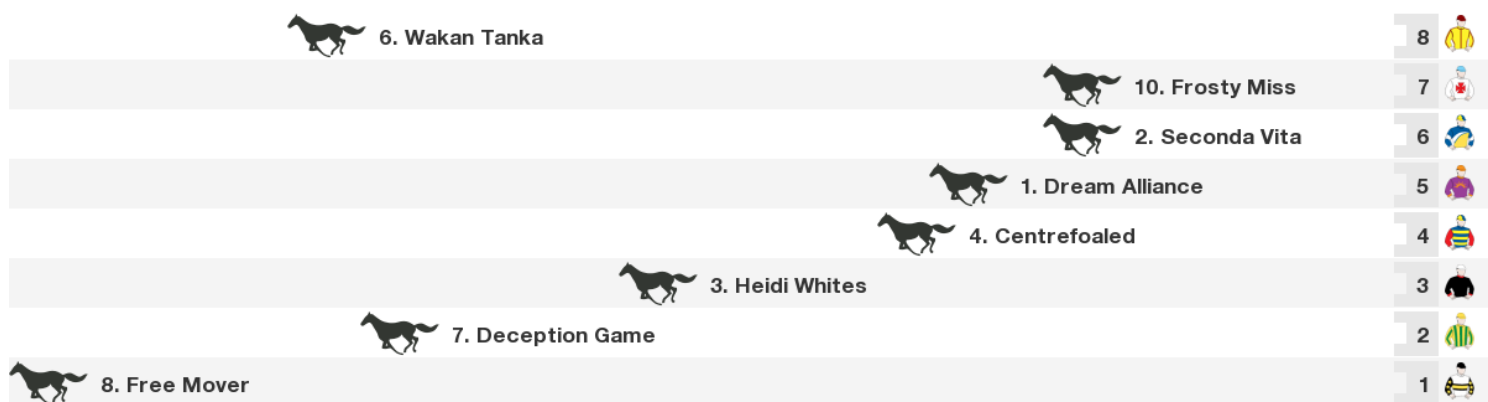 6. Wakan Tanka 8
10. Frosty Miss 7
2. Seconda Vita 6
1. Dream Alliance 5
4. Centrefoaled 4
3. Heidi Whites 3
7. Deception Game 2
8. Free Mover 1